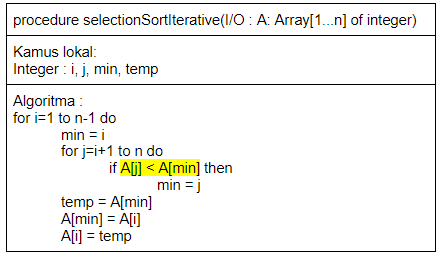 procedure selectionSortIterative(I/O : A: Array[1...n] of integer)
Kamus lokal:
Integer : i, j, min, temp
Algoritma :
for i=1 to n-1 do
min = i
for j=i+1 to n do
if A[j] < A[min] then
min = j
temp = A[min]
A[min] = A[i]
A[i] = temp